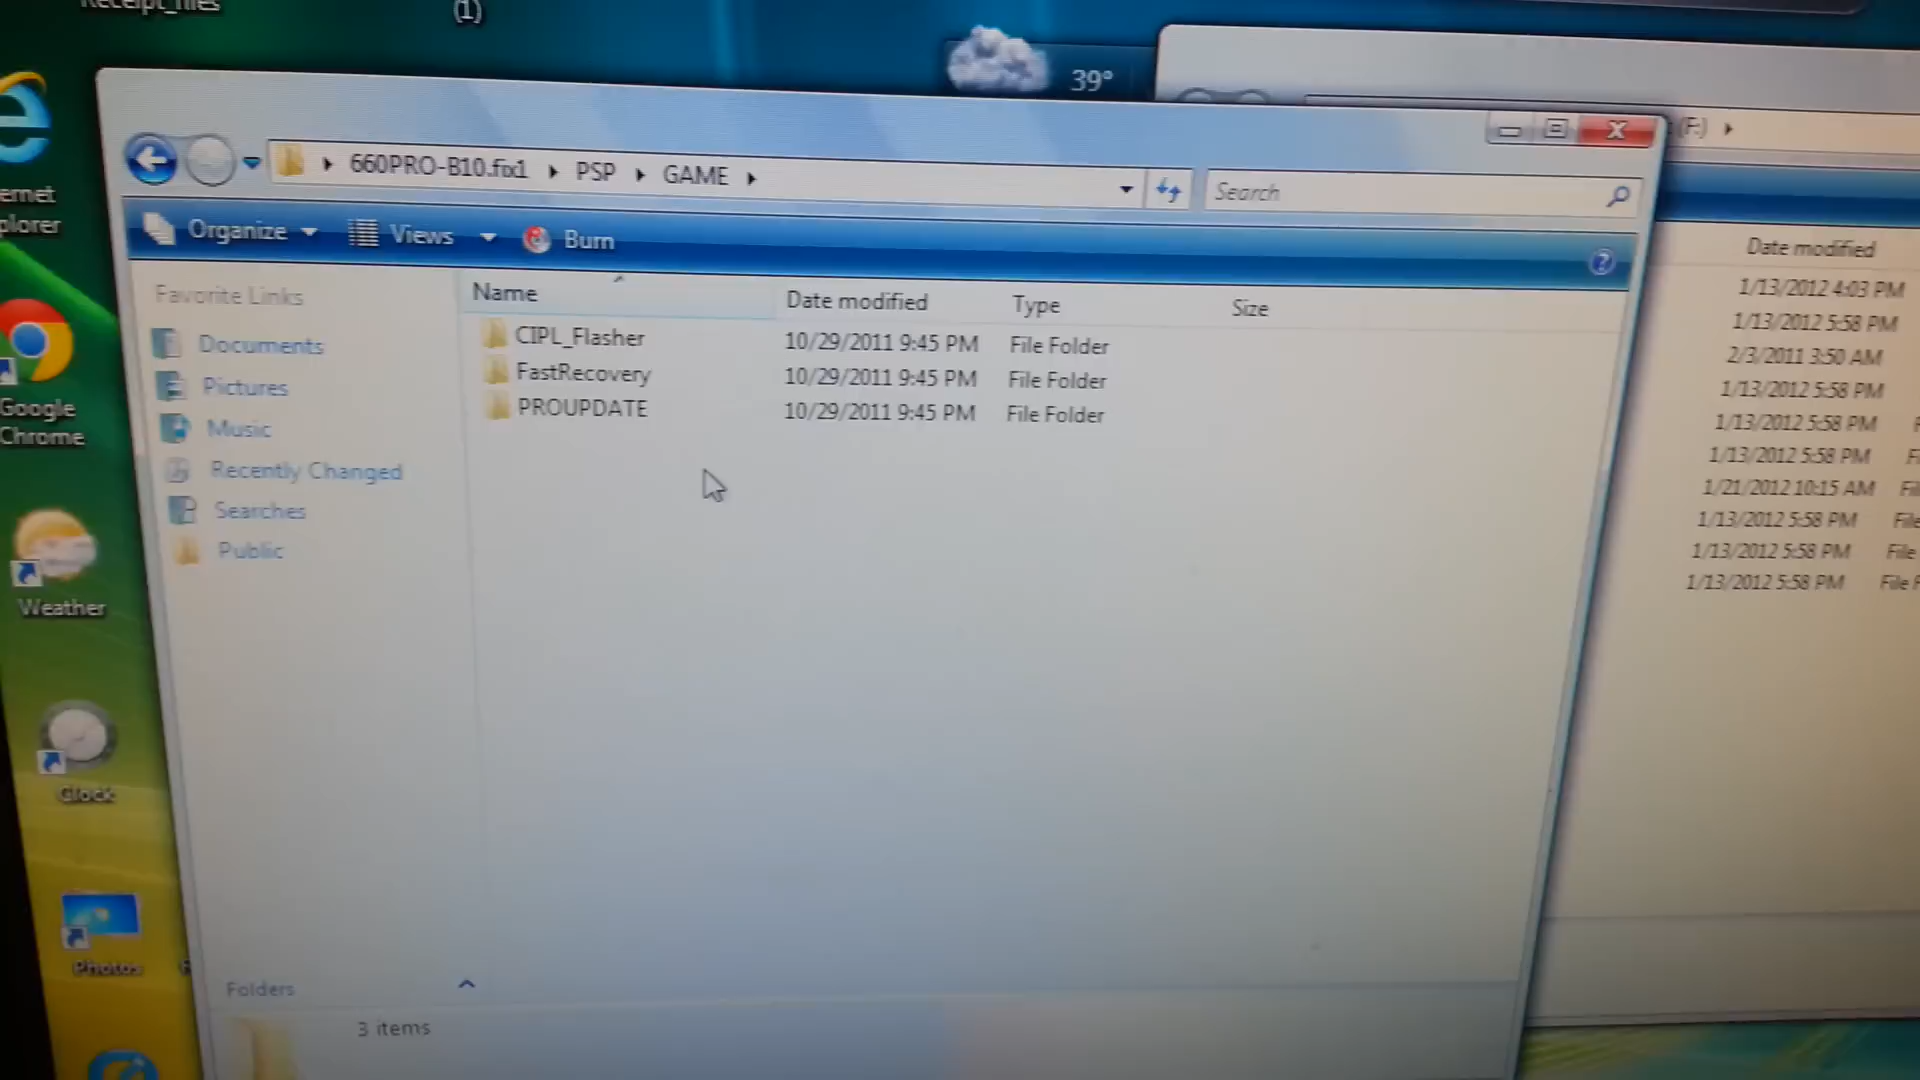 (1)
39°
660PRO-B10.fix1 PSP GAME
Search
(F:)
Organize Views Burn
Favorite Links
Documents
Pictures
Music
Recently Changed
Searches
Public
Name Date modified Type Size
CIPL_Flasher 10/29/2011 9:45 PM File Folder
FastRecovery 10/29/2011 9:45 PM File Folder
PROUPDATE 10/29/2011 9:45 PM File Folder
Folders
3 items
Date modified
1/13/2012 4:03 PM
1/13/2012 5:58 PM
2/3/2011 3:50 AM
1/13/2012 5:58 PM
1/13/2012 5:58 PM
1/13/2012 5:58 PM
1/21/2012 10:15 AM
1/13/2012 5:58 PM File
1/13/2012 5:58 PM File
1/13/2012 5:58 PM File
Google
Chrome
Weather
Clock
Photos